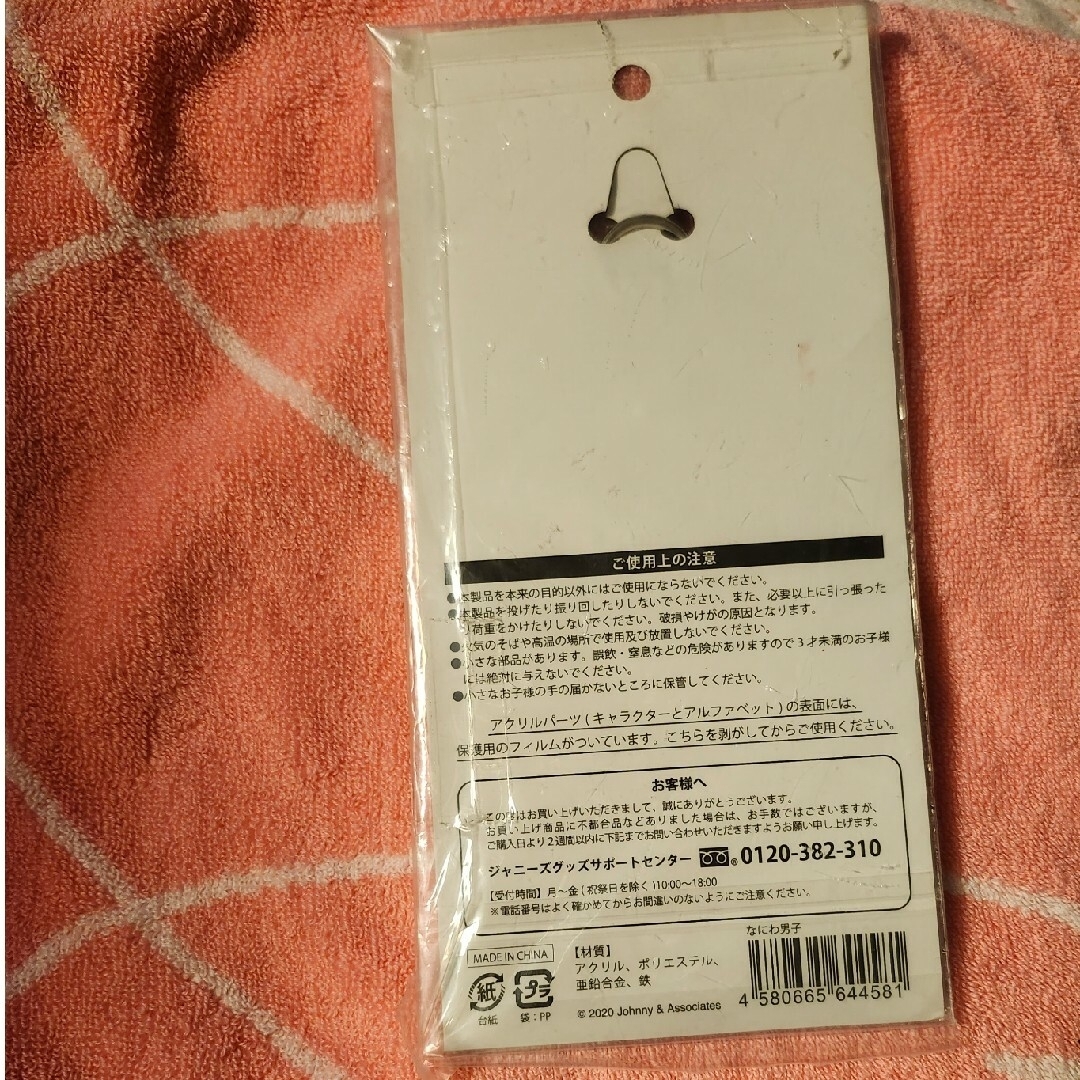 ご使用上の注意
●本製品を本来の目的以外にはご使用にならないでください。
●本製品を投げたり振り回したりしないでください。また、必要以上に引っ張った
り荷重をかけたりしないでください。破損やけがの原因となります。
●火気のそばや高温の場所で使用及び放置しないでください。
●小さな部品があります。誤飲・窒息などの危険がありますので3才未満のお子様
には絶対に与えないでください。
●小さなお子様の手の届かないところに保管してください。
アクリルパーツ(キャラクターとアルファベット)の表面には、
保護用のフィルムがついています。こちらを剥がしてからご使用ください。
お客様へ
この度はお買い上げいただきまして、誠にありがとうございます。
お買い上げ商品に不都合品などありました場合は、お手数ではございますが、
ご購入日より2週間以内に下記までお問い合わせいただきますようお願い申し上げます。
ジャニーズグッズサポートセンター ®0120-382-310
【受付時間】月〜金(祝祭日を除く)10:00〜18:00
※電話番号はよく確かめてからお間違いのないようにご注意ください。
MADE IN CHINA
紙
台紙
プラ
袋:PP
【材質】
アクリル、ポリエステル、
亜鉛合金、鉄
© 2020 Johnny & Associates
なにわ男子
4 580665 644581